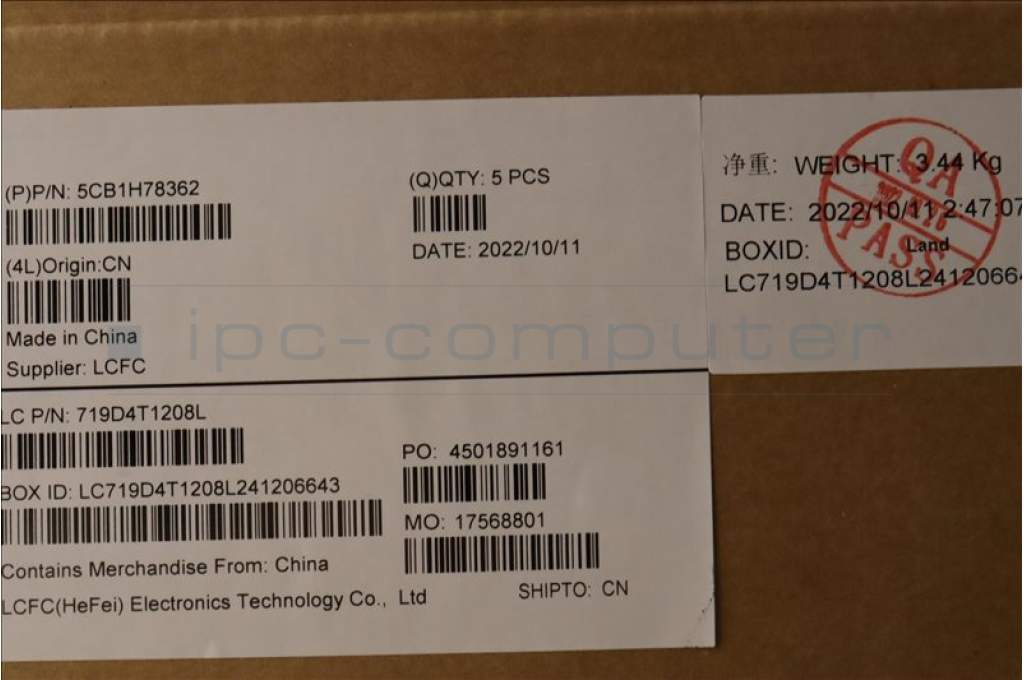 (P)P/N: 5CB1H78362
(Q)QTY: 5 PCS
DATE: 2022/10/11
(4L)Origin:CN
Made in China
Supplier: LCFC
净重: WEIGHT: 3.44 Kg
DATE: 2022/10/11 2:47:07
BOXID: Land
LC719D4T1208L24120664
QA
PASS
ipc-computer
LC P/N: 719D4T1208L
BOX ID: LC719D4T1208L241206643
PO: 4501891161
MO: 17568801
Contains Merchandise From: China
LCFC(HeFei) Electronics Technology Co., Ltd
SHIPTO: CN